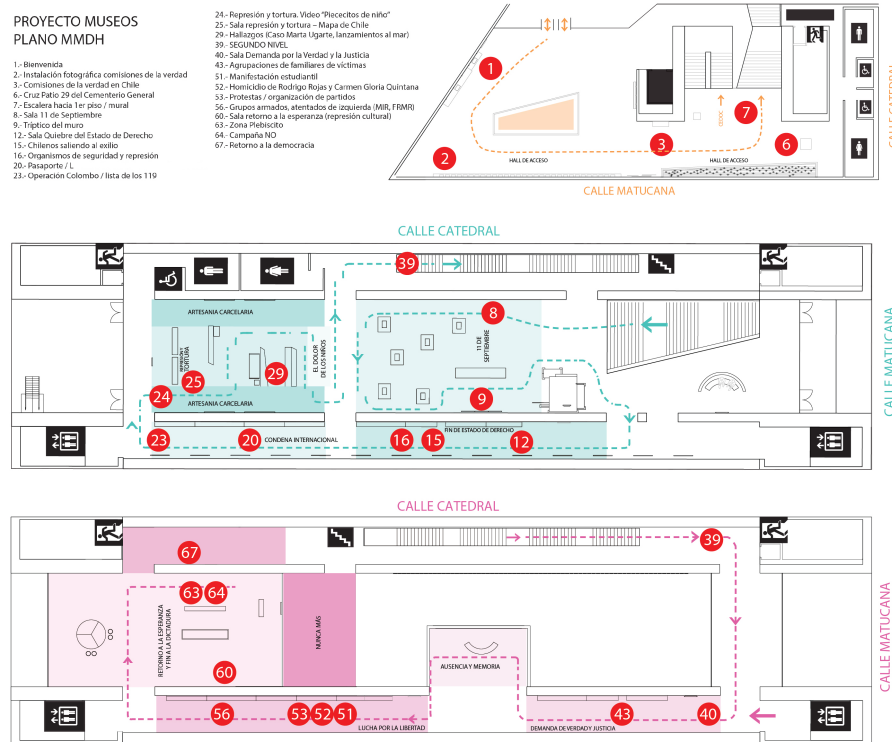 PROYECTO MUSEOS
PLANO MMDH
1.- Bienvenida
2.- Instalación fotográfica comisiones de la verdad
3.- Comisiones de la verdad en Chile
6.- Cruz Patio 29 del Cementerio General
7.- Escalera hacia 1er piso / mural
8.- Sala 11 de Septiembre
9.- Tríptico del muro
12.- Sala Quiebre del Estado de Derecho
15.- Chilenos saliendo al exilio
16.- Organismos de seguridad y represión
20.- Pasaporte / L
23.- Operación Colombo / lista de los 119
24.- Represión y tortura. Video "Piececitos de niño"
25.- Sala represión y tortura – Mapa de Chile
29.- Hallazgos (Caso Marta Ugarte, lanzamientos al mar)
39.- SEGUNDO NIVEL
40.- Sala Demanda por la Verdad y la Justicia
43.- Agrupaciones de familiares de víctimas
51.- Manifestación estudiantil
52.- Homicidio de Rodrigo Rojas y Carmen Gloria Quintana
53.- Protestas / organización de partidos
56.- Grupos armados, atentados de izquierda (MIR, FRMR)
60.- Sala retorno a la esperanza (represión cultural)
63.- Zona Plebiscito
64.- Campaña NO
67.- Retorno a la democracia
1
2
3
7
6
HALL DE ACCESO
HALL DE ACCESO
CALLE MATUCANA
CALLE CATEDRAL
CALLE CATEDRAL
39
ARTESANIA CARCELARIA
8
REPRESIÓN Y
TORTURA
25
29
EL DOLOR
DE LOS NIÑOS
11 DE
SEPTIEMBRE
24
ARTESANIA CARCELARIA
9
23
20
CONDENA INTERNACIONAL
16
15
FIN DE ESTADO DE DERECHO
12
CALLE MATUCANA
CALLE CATEDRAL
67
39
63
64
RETORNO A LA ESPERANZA
Y FIN A LA DICTADURA
NUNCA MÁS
60
AUSENCIA Y MEMORIA
56
53
52
51
LUCHA POR LA LIBERTAD
43
40
DEMANDA DE VERDAD Y JUSTICIA
CALLE MATUCANA